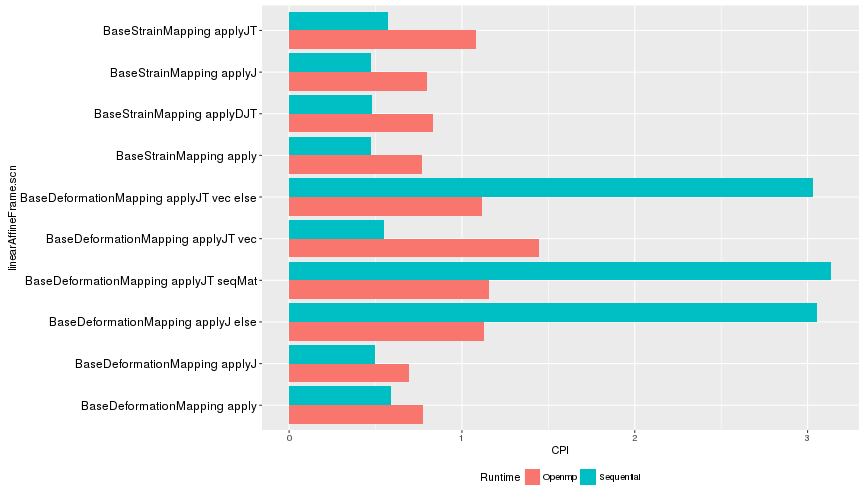 BaseStrainMapping applyJT
BaseStrainMapping applyJ
BaseStrainMapping applyDJT
BaseStrainMapping apply
BaseDeformationMapping applyJT vec else
BaseDeformationMapping applyJT vec
BaseDeformationMapping applyJT seqMat
BaseDeformationMapping applyJ else
BaseDeformationMapping applyJ
BaseDeformationMapping apply
linearAffineFrame.scn
0 1 2 3
CPI
Runtime Openmp Sequential